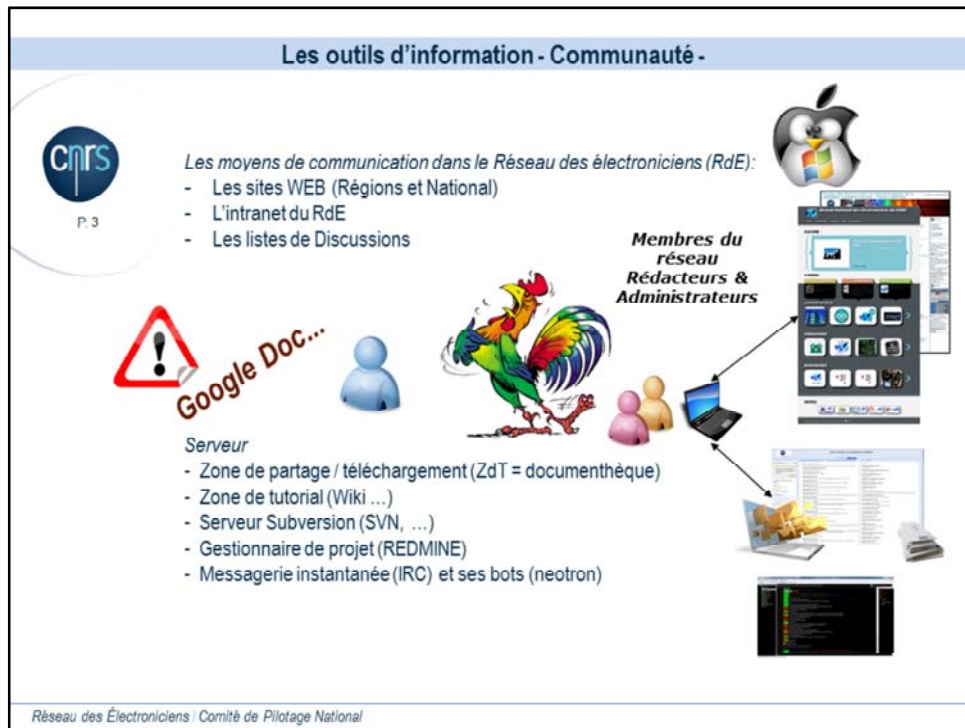 Les outils d'information - Communauté -
cnrs
P. 3
Les moyens de communication dans le Réseau des électroniciens (RdE):
- Les sites WEB (Régions et National)
- L'intranet du RdE
- Les listes de Discussions
Membres du
réseau
Rédacteurs &
Administrateurs
Google Doc...
Serveur
- Zone de partage / téléchargement (ZdT = documenthèque)
- Zone de tutorial (Wiki ...)
- Serveur Subversion (SVN, ...)
- Gestionnaire de projet (REDMINE)
- Messagerie instantanée (IRC) et ses bots (neotron)
Réseau des Électroniciens | Comité de Pilotage National